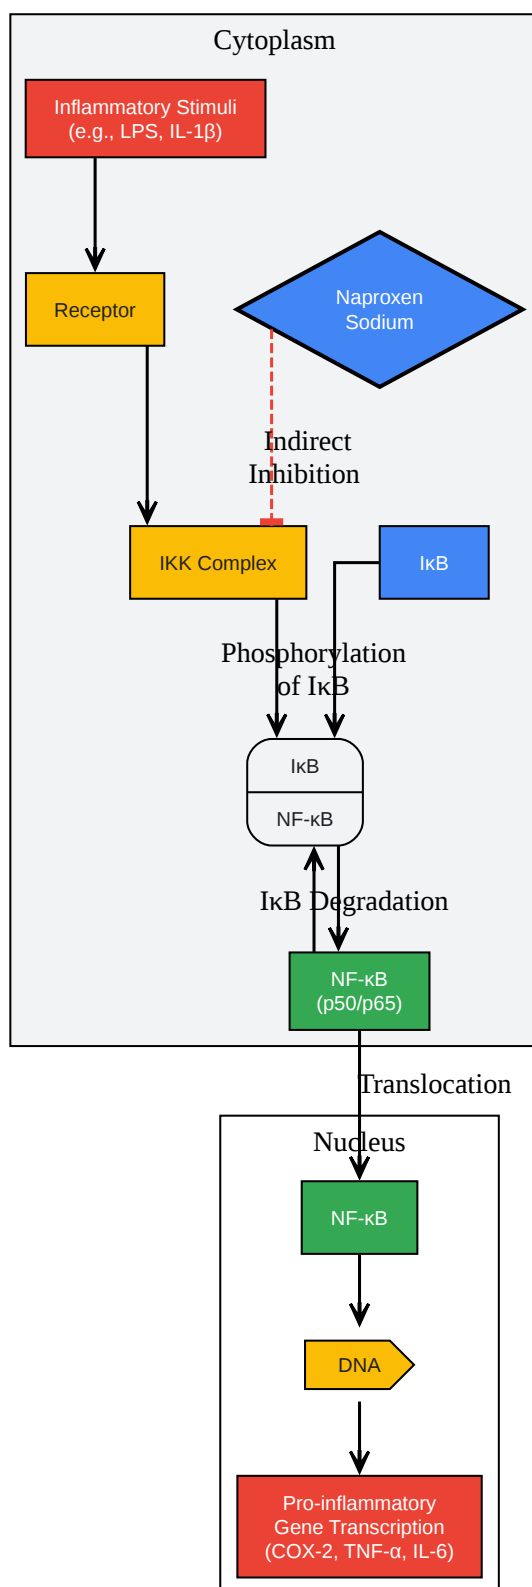 Cytoplasm
Inflammatory Stimuli
(e.g., LPS, IL-1β)
Receptor
Naproxen
Sodium
Indirect
Inhibition
IKK Complex
IκB
Phosphorylation
of IκB
IκB
NF-κB
IκB Degradation
NF-κB
(p50/p65)
Translocation
Nucleus
NF-κB
DNA
Pro-inflammatory
Gene Transcription
(COX-2, TNF-α, IL-6)